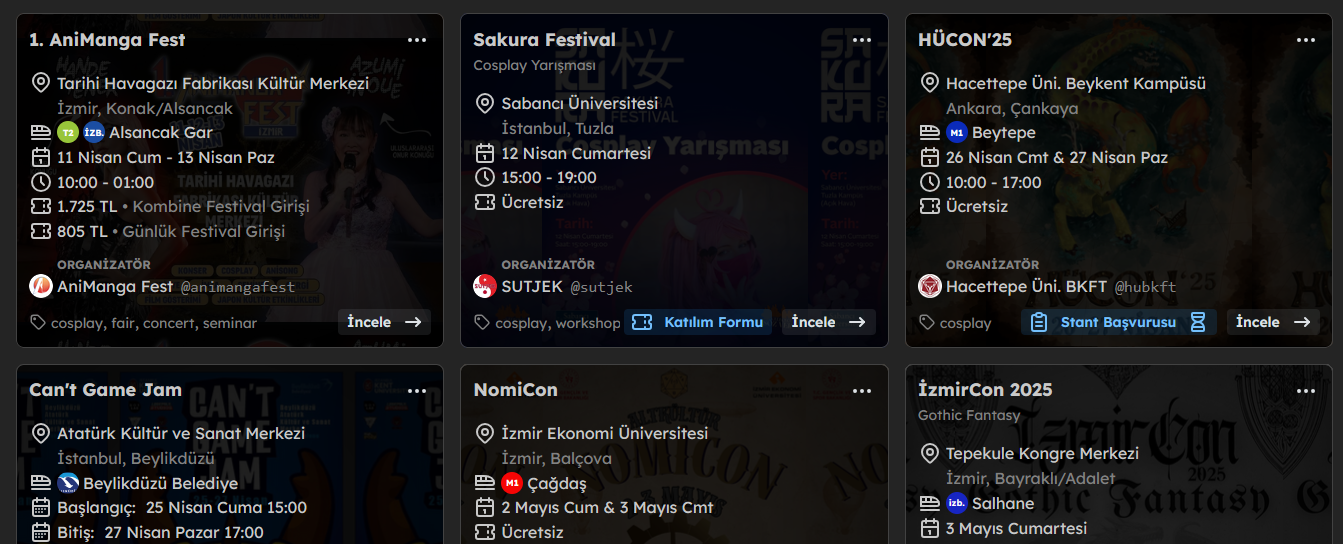 1. AniManga Fest
Tarihi Havagazı Fabrikası Kültür Merkezi
İzmir, Konak/Alsancak
T2 İZB. Alsancak Gar
11 Nisan Cum - 13 Nisan Paz
10:00 - 01:00
1.725 TL • Kombine Festival Girişi
805 TL • Günlük Festival Girişi
ORGANİZATÖR
AniManga Fest @animangafest
cosplay, fair, concert, seminar
İncele →
Sakura Festival
Cosplay Yarışması
Sabancı Üniversitesi
İstanbul, Tuzla
12 Nisan Cumartesi
15:00 - 19:00
Ücretsiz
ORGANİZATÖR
SUTJEK @sutjek
cosplay, workshop
Katılım Formu
İncele →
HÜCON'25
Hacettepe Üni. Beykent Kampüsü
Ankara, Çankaya
M1 Beytepe
26 Nisan Cmt & 27 Nisan Paz
10:00 - 17:00
Ücretsiz
ORGANİZATÖR
Hacettepe Üni. BKFT @hubkft
cosplay
Stant Başvurusu
İncele →
Can't Game Jam
Atatürk Kültür ve Sanat Merkezi
İstanbul, Beylikdüzü
Beylikdüzü Belediye
Başlangıç: 25 Nisan Cuma 15:00
Bitiş: 27 Nisan Pazar 17:00
NomiCon
İzmir Ekonomi Üniversitesi
İzmir, Balçova
M1 Çağdaş
2 Mayıs Cum & 3 Mayıs Cmt
Ücretsiz
İzmirCon 2025
Gothic Fantasy
Tepekule Kongre Merkezi
İzmir, Bayraklı/Adalet
izb. Salhane
3 Mayıs Cumartesi